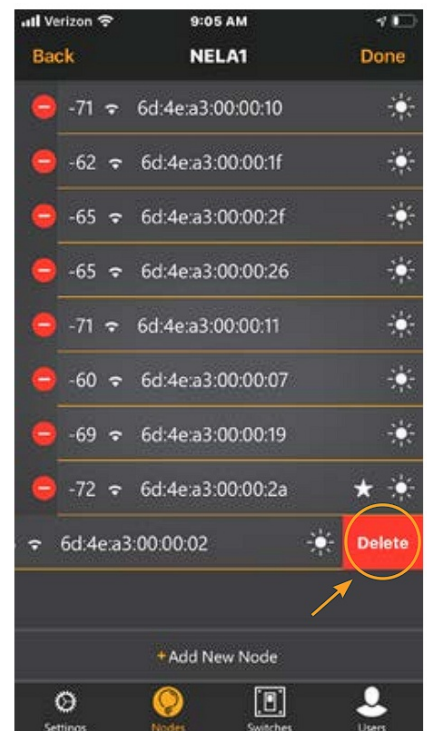 Verizon 9:05 AM
Back NELA1 Done
-71 6d:4e:a3:00:00:10
-62 6d:4e:a3:00:00:1f
-65 6d:4e:a3:00:00:2f
-65 6d:4e:a3:00:00:26
-71 6d:4e:a3:00:00:11
-60 6d:4e:a3:00:00:07
-69 6d:4e:a3:00:00:19
-72 6d:4e:a3:00:00:2a
6d:4e:a3:00:00:02 Delete
+Add New Node
Settings Nodes Switches Users